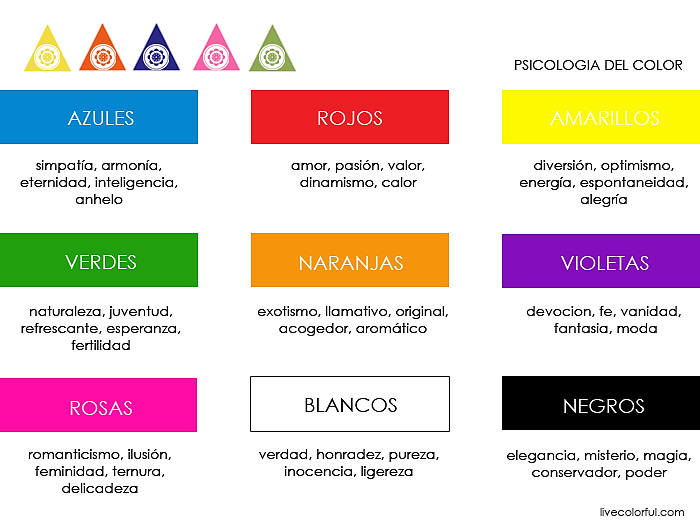 PSICOLOGIA DEL COLOR
AZULES
simpatía, armonía,
eternidad, inteligencia,
anhelo
ROJOS
amor, pasión, valor,
dinamismo, calor
AMARILLOS
diversión, optimismo,
energía, espontaneidad,
alegría
VERDES
naturaleza, juventud,
refrescante, esperanza,
fertilidad
NARANJAS
exotismo, llamativo, original,
acogedor, aromático
VIOLETAS
devocion, fe, vanidad,
fantasia, moda
ROSAS
romanticismo, ilusión,
feminidad, ternura,
delicadeza
BLANCOS
verdad, honradez, pureza,
inocencia, ligereza
NEGROS
elegancia, misterio, magia,
conservador, poder
livecolorful.com